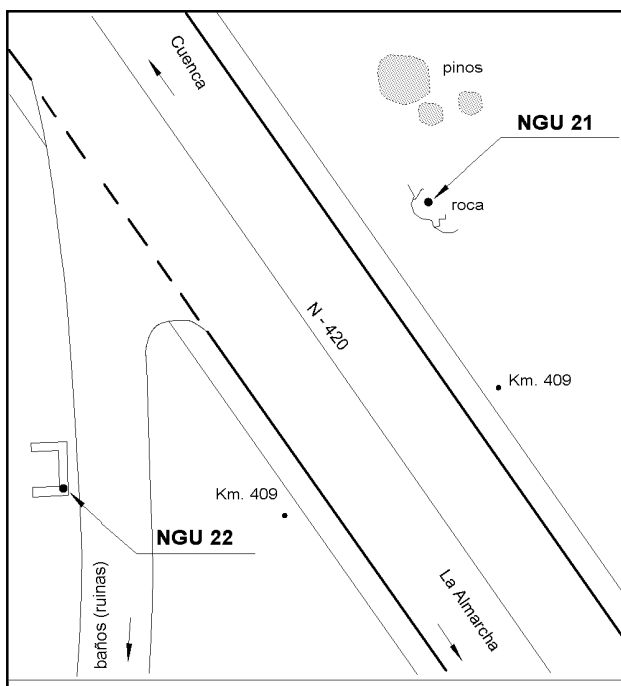 Cuenca
pinos
NGU 21
roca
N - 420
Km. 409
Km. 409
NGU 22
La Almarcha
baños (ruinas)